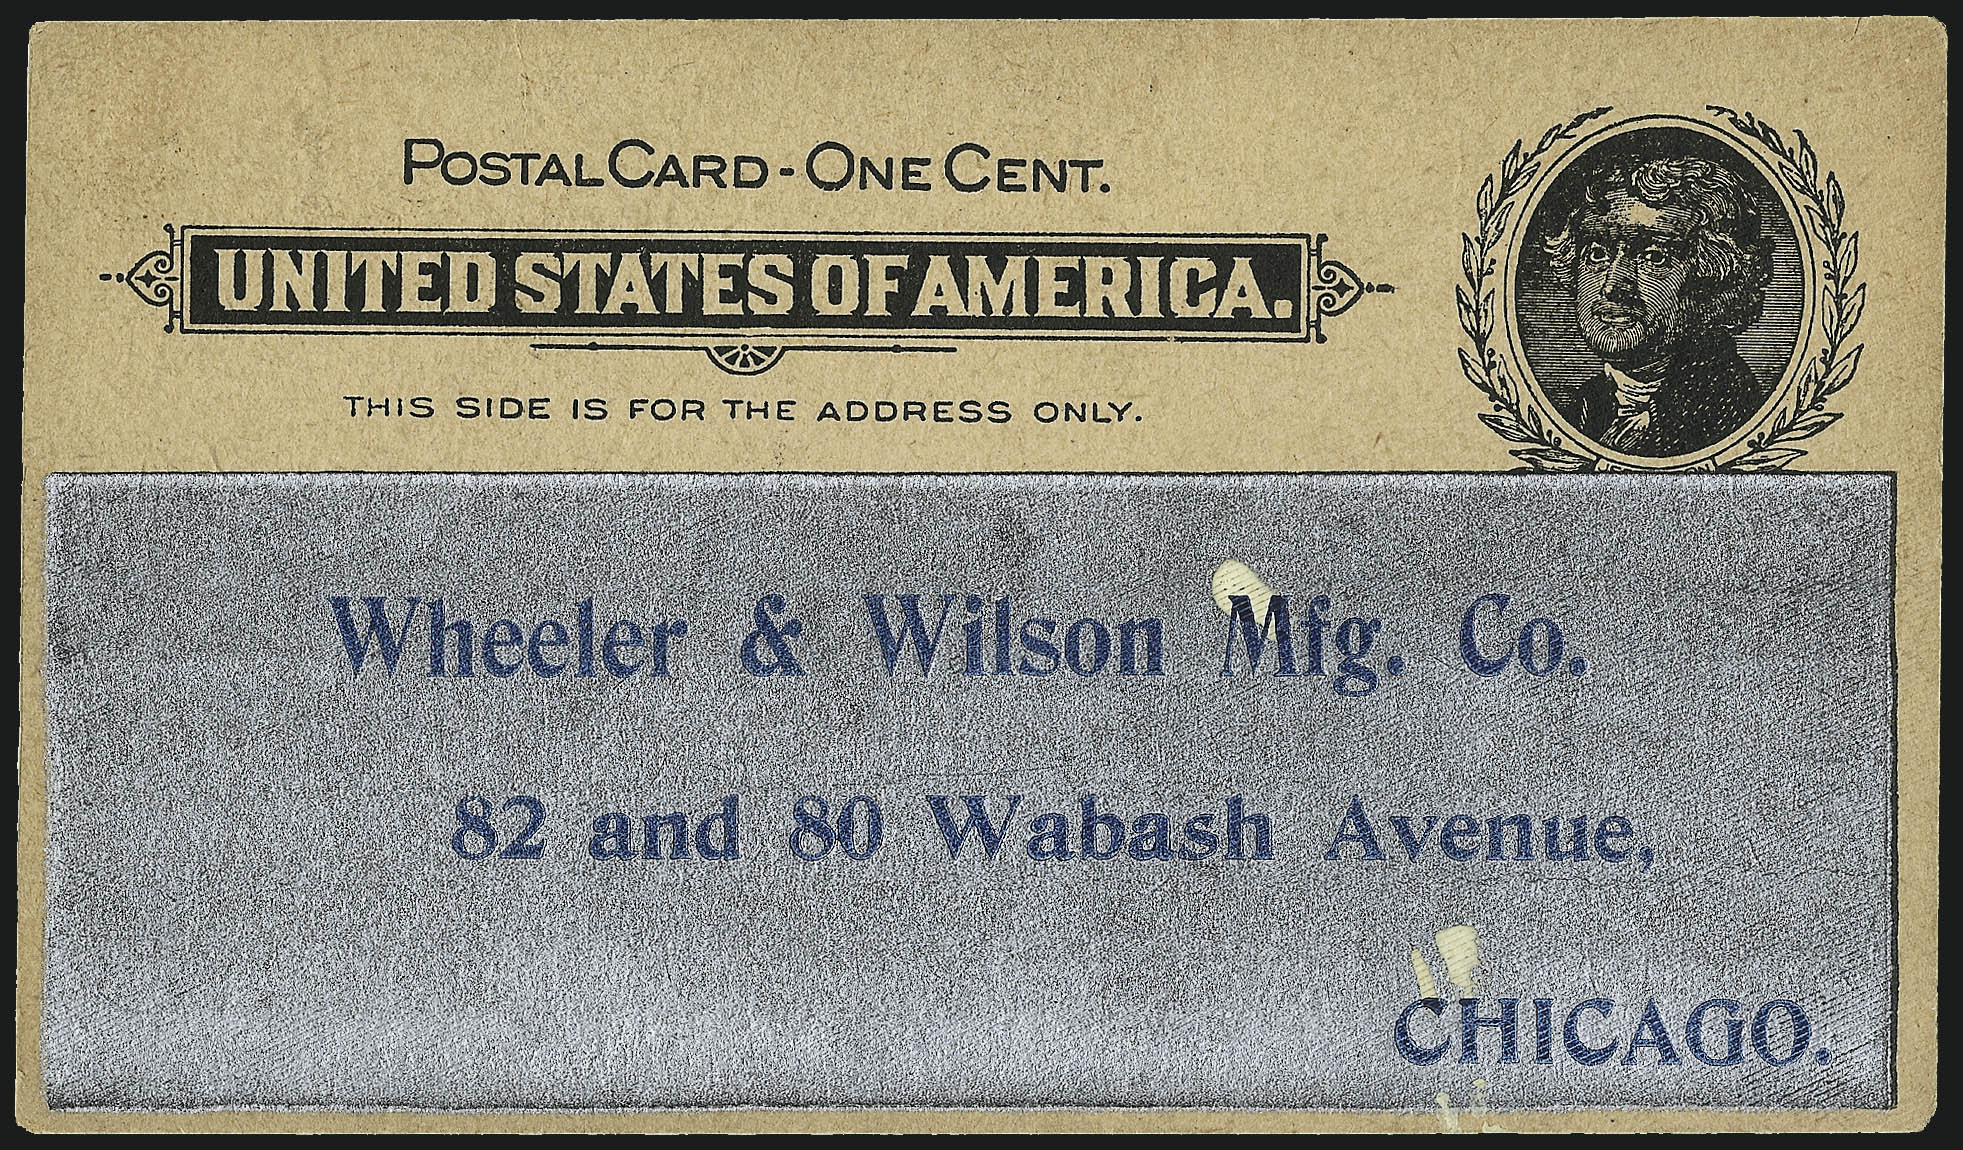 POSTAL CARD - ONE CENT.
UNITED STATES OF AMERICA.
THIS SIDE IS FOR THE ADDRESS ONLY.
Wheeler & Wilson Mfg. Co.
82 and 80 Wabash Avenue,
CHICAGO.